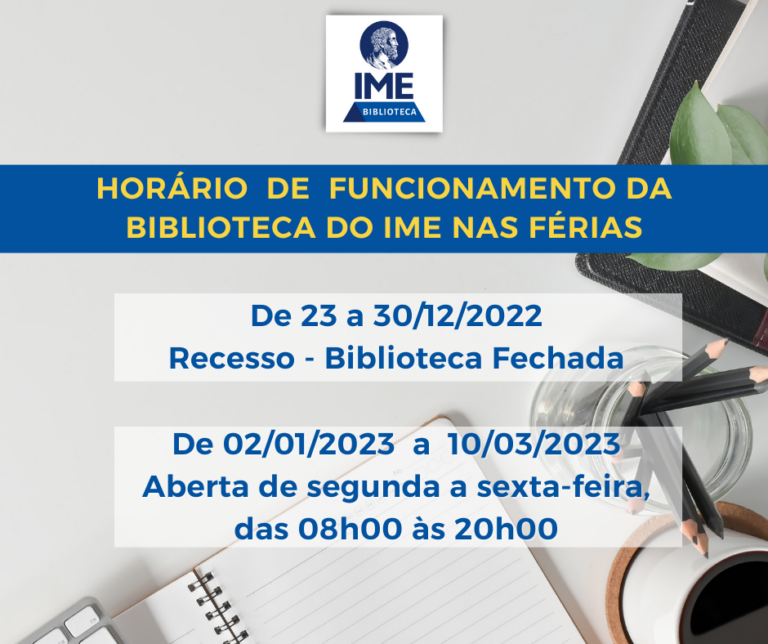 IME
BIBLIOTECA
HORÁRIO DE FUNCIONAMENTO DA
BIBLIOTECA DO IME NAS FÉRIAS
De 23 a 30/12/2022
Recesso - Biblioteca Fechada
De 02/01/2023 a 10/03/2023
Aberta de segunda a sexta-feira,
das 08h00 às 20h00